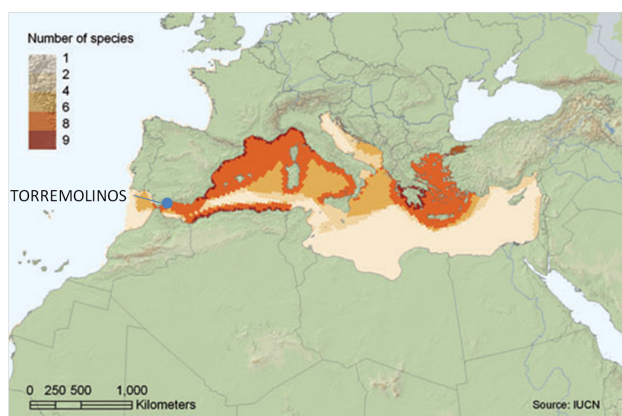 Number of species
1
2
4
6
8
9
TORREMOLINOS
0 250 500 1,000
Kilometers
Source: IUCN